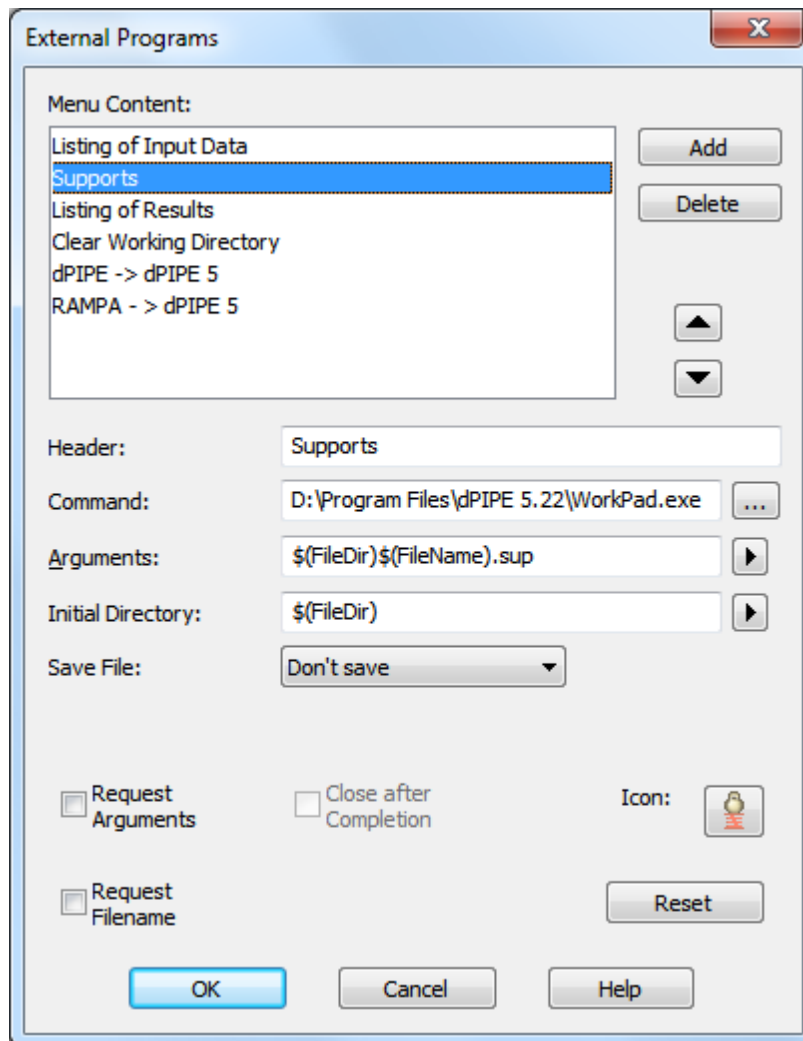 External Programs
Menu Content:
Listing of Input Data
Add
Supports
Delete
Listing of Results
Clear Working Directory
dPIPE -> dPIPE 5
RAMPA - > dPIPE 5
Header:
Supports
Command:
D:\Program Files\dPIPE 5.22\WorkPad.exe
...
Arguments:
$(FileDir)$(FileName).sup
Initial Directory:
$(FileDir)
Save File:
Don't save
Request
Arguments
Close after
Completion
Icon:
Request
Filename
Reset
OK
Cancel
Help